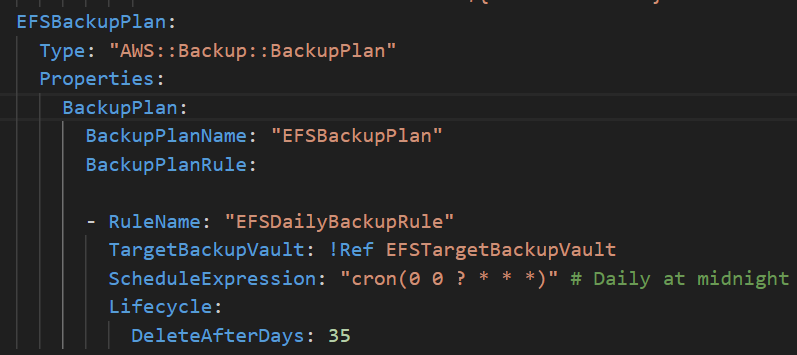 EFSBackupPlan:
Type: "AWS::Backup::BackupPlan"
Properties:
BackupPlan:
BackupPlanName: "EFSBackupPlan"
BackupPlanRule:
- RuleName: "EFSDailyBackupRule"
TargetBackupVault: !Ref EFSTargetBackupVault
ScheduleExpression: "cron(0 0 ? * * *)" # Daily at midnight
Lifecycle:
DeleteAfterDays: 35